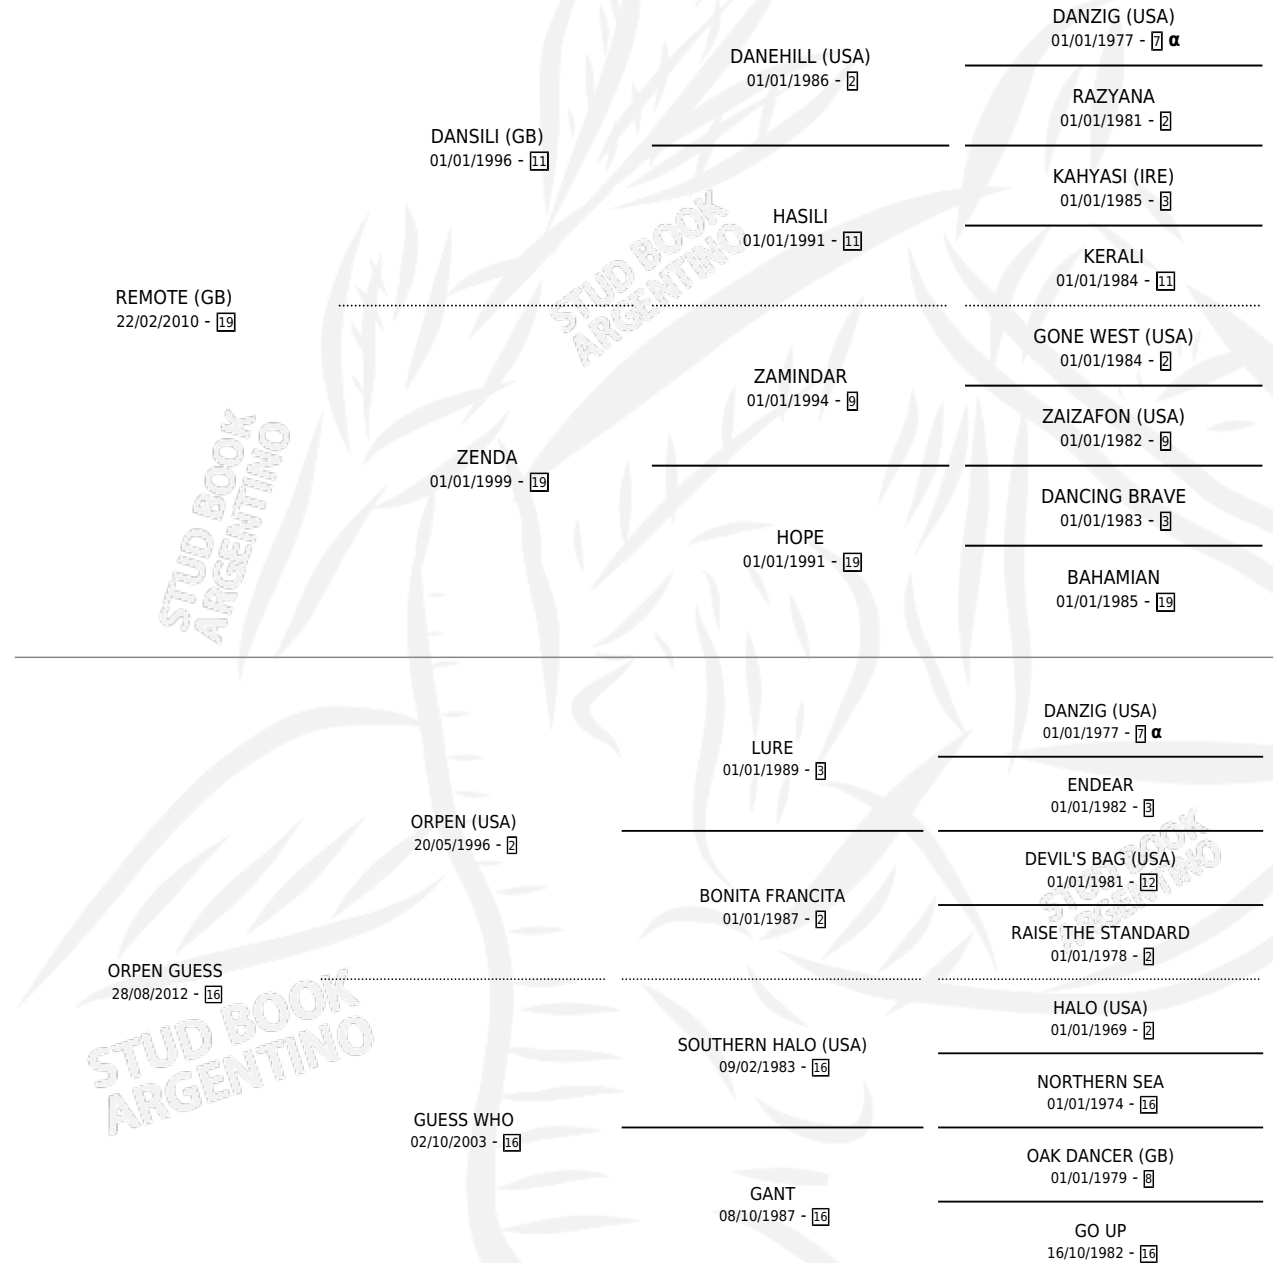 DANZIG (USA)
01/01/1977 - 7 α
DANEHILL (USA)
01/01/1986 - 2
RAZYANA
01/01/1981 - 2
DANSILI (GB)
01/01/1996 - 11
KAHYASI (IRE)
01/01/1985 - 3
HASILI
01/01/1991 - 11
KERALI
01/01/1984 - 11
REMOTE (GB)
22/02/2010 - 19
GONE WEST (USA)
01/01/1984 - 2
ZAMINDAR
01/01/1994 - 9
ZAIZAFON (USA)
01/01/1982 - 9
ZENDA
01/01/1999 - 19
DANCING BRAVE
01/01/1983 - 3
HOPE
01/01/1991 - 19
BAHAMIAN
01/01/1985 - 19
STUD BOOK
ARGENTINO
STUD BOOK
ARGENTINO
DANZIG (USA)
01/01/1977 - 7 α
LURE
01/01/1989 - 3
ENDEAR
01/01/1982 - 3
ORPEN (USA)
20/05/1996 - 2
DEVIL'S BAG (USA)
01/01/1981 - 12
BONITA FRANCITA
01/01/1987 - 2
RAISE THE STANDARD
01/01/1978 - 2
ORPEN GUESS
28/08/2012 - 16
HALO (USA)
01/01/1969 - 2
SOUTHERN HALO (USA)
09/02/1983 - 16
NORTHERN SEA
01/01/1974 - 16
GUESS WHO
02/10/2003 - 16
OAK DANCER (GB)
01/01/1979 - 8
GANT
08/10/1987 - 16
GO UP
16/10/1982 - 16
STUD BOOK
ARGENTINO
STUD BOOK
ARGENTINO